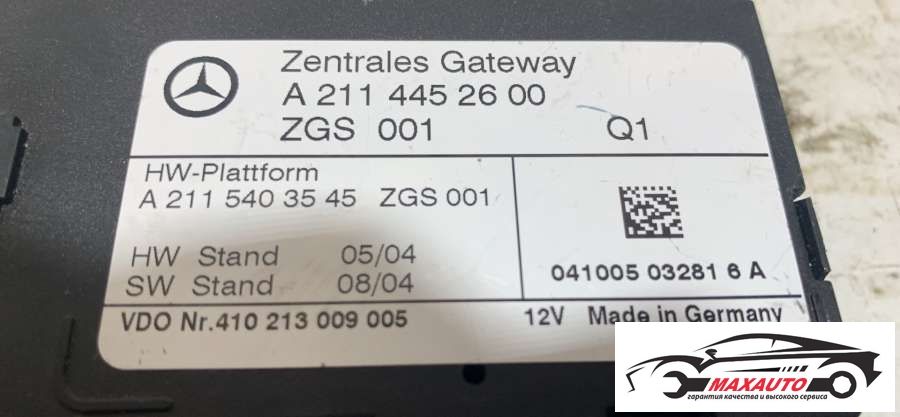 Zentrales Gateway
A 211 445 26 00
ZGS 001 Q1
HW-Plattform
A 211 540 35 45 ZGS 001
HW Stand 05/04
SW Stand 08/04
041005 03281 6 A
VDO Nr.410 213 009 005 12V Made in Germany
MAXAUTO
гарантия качества и высокого сервиса